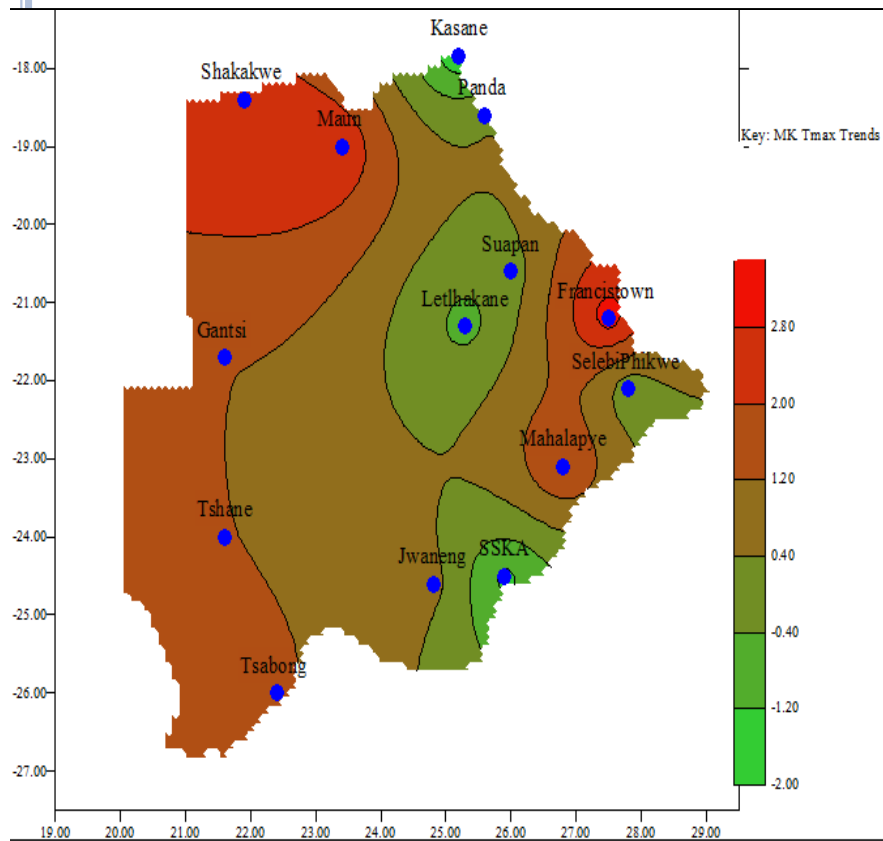 Kasane
-18.00
Shakakwe
Panda
Maun
-19.00
Key: MK Tmax Trends
-20.00
Suapan
-21.00
Letlhakane
Francistown
2.80
Gantsi
SelebiPhikwe
-22.00
2.00
Mahalapye
-23.00
1.20
Tshane
-24.00
0.40
Jwaneng
SSKA
-25.00
-0.40
Tsabong
-26.00
-1.20
-27.00
-2.00
19.00 20.00 21.00 22.00 23.00 24.00 25.00 26.00 27.00 28.00 29.00